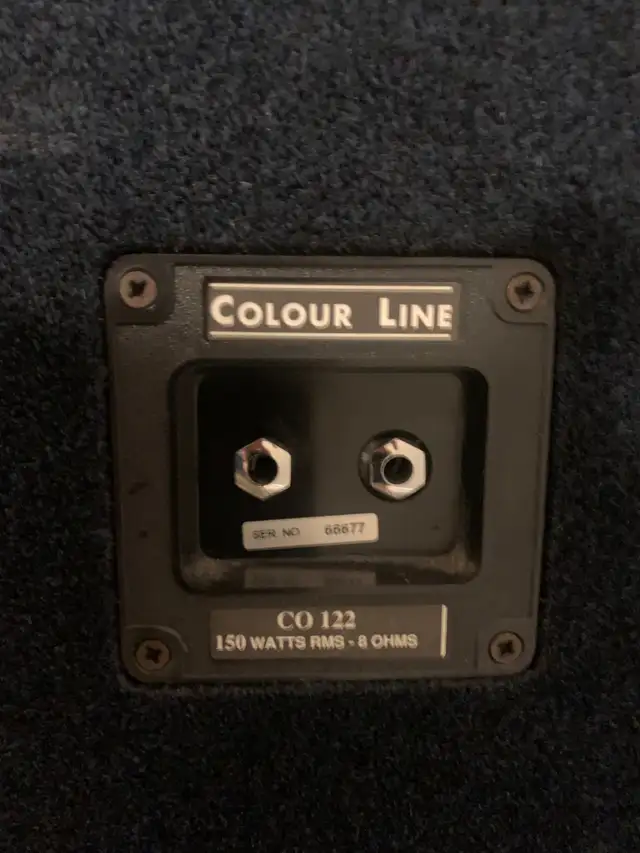 COLOUR LINE
SER NO 66677
CO 122
150 WATTS RMS - 8 OHMS